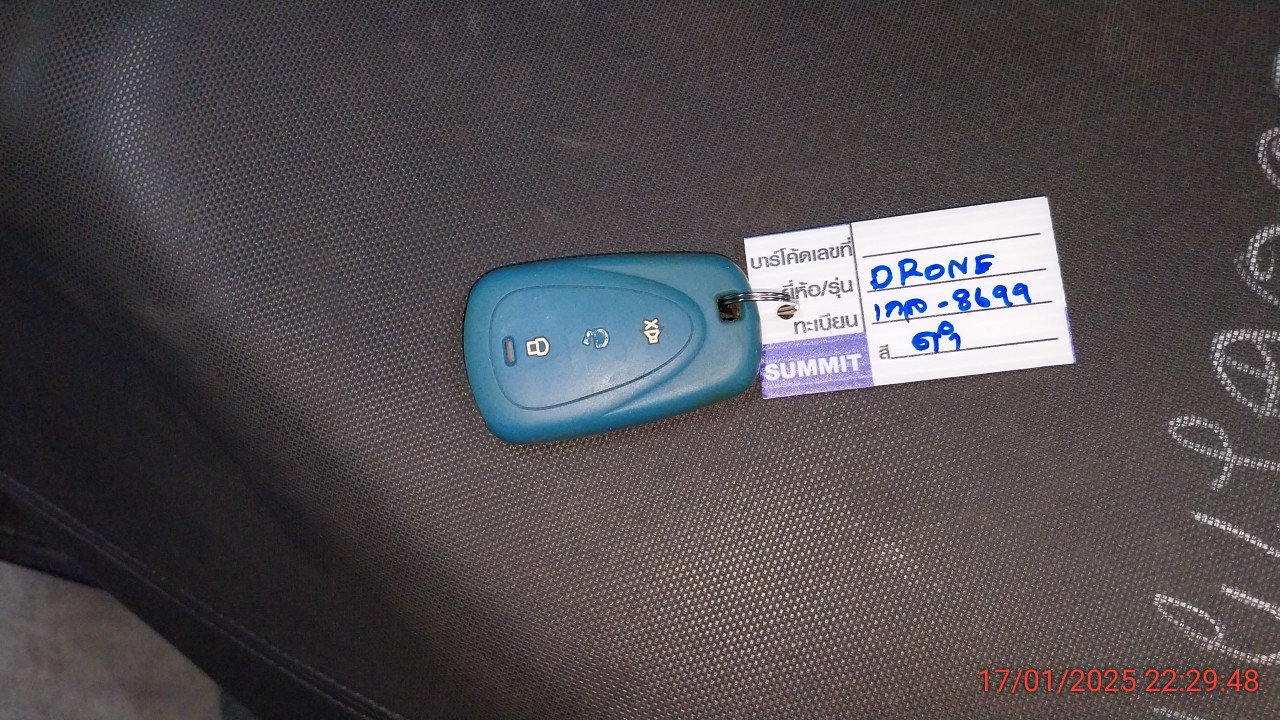 บาร์โค้ดเลขที่
ยี่ห้อ/รุ่น DRONE
ทะเบียน 1กล-8699
SUMMIT สี ดำ
17/01/2025 22:29:48